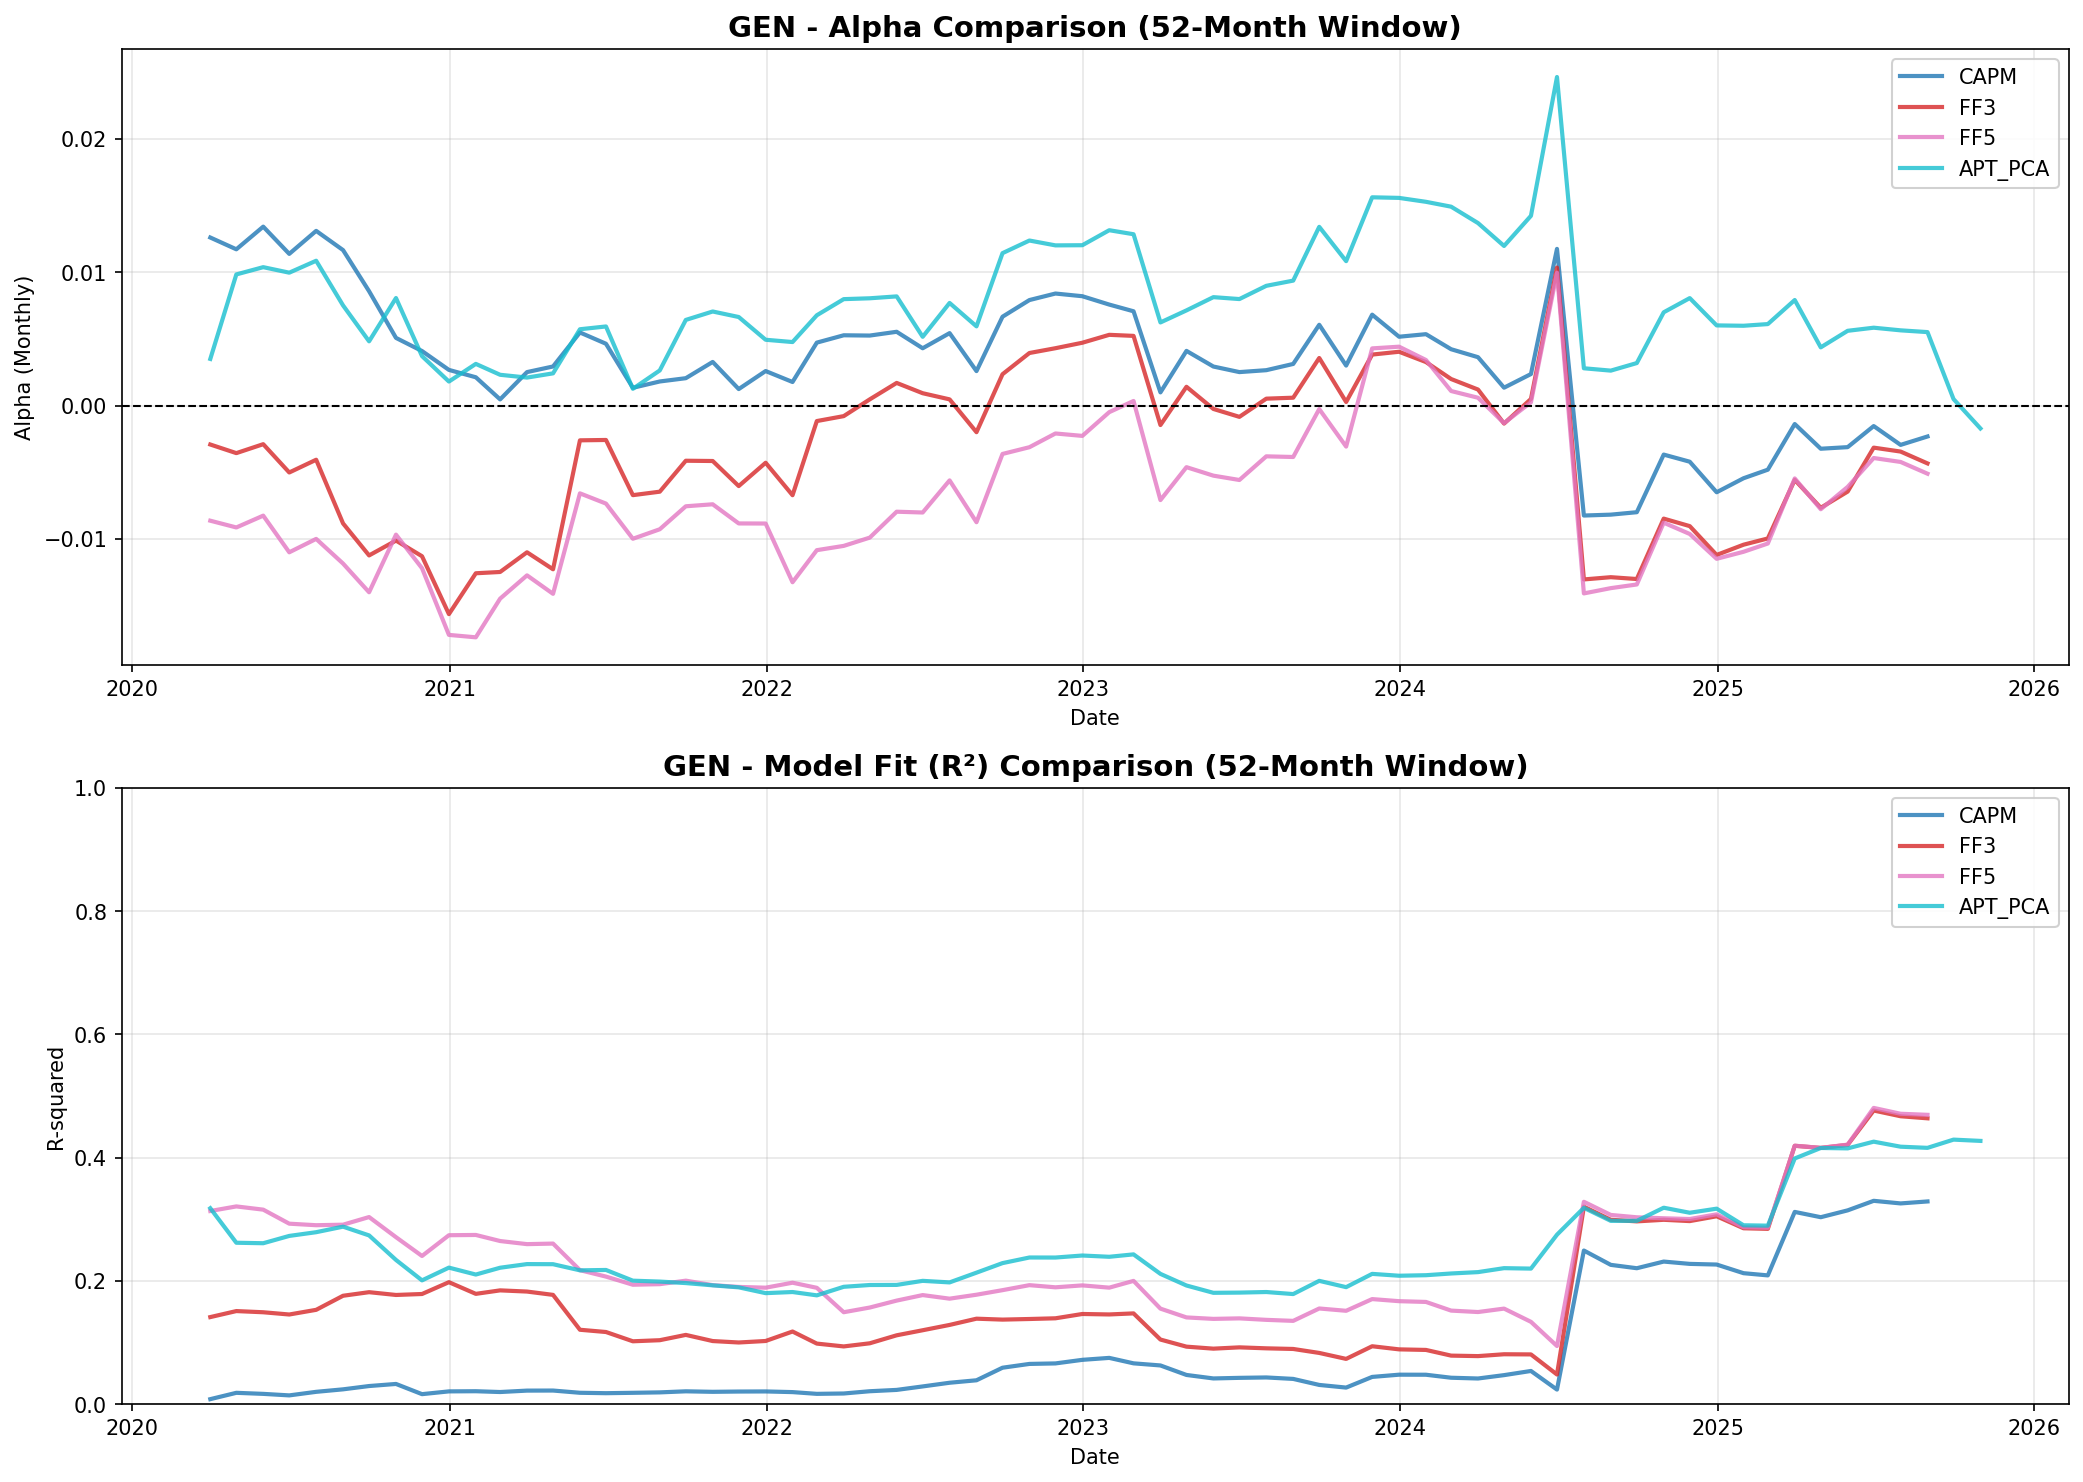 GEN - Alpha Comparison (52-Month Window)
CAPM
FF3
FF5
APT_PCA
0.02
0.01
0.00
−0.01
Alpha (Monthly)
2020 2021 2022 2023 2024 2025 2026
Date
GEN - Model Fit (R²) Comparison (52-Month Window)
CAPM
FF3
FF5
APT_PCA
1.0
0.8
0.6
0.4
0.2
0.0
R-squared
2020 2021 2022 2023 2024 2025 2026
Date